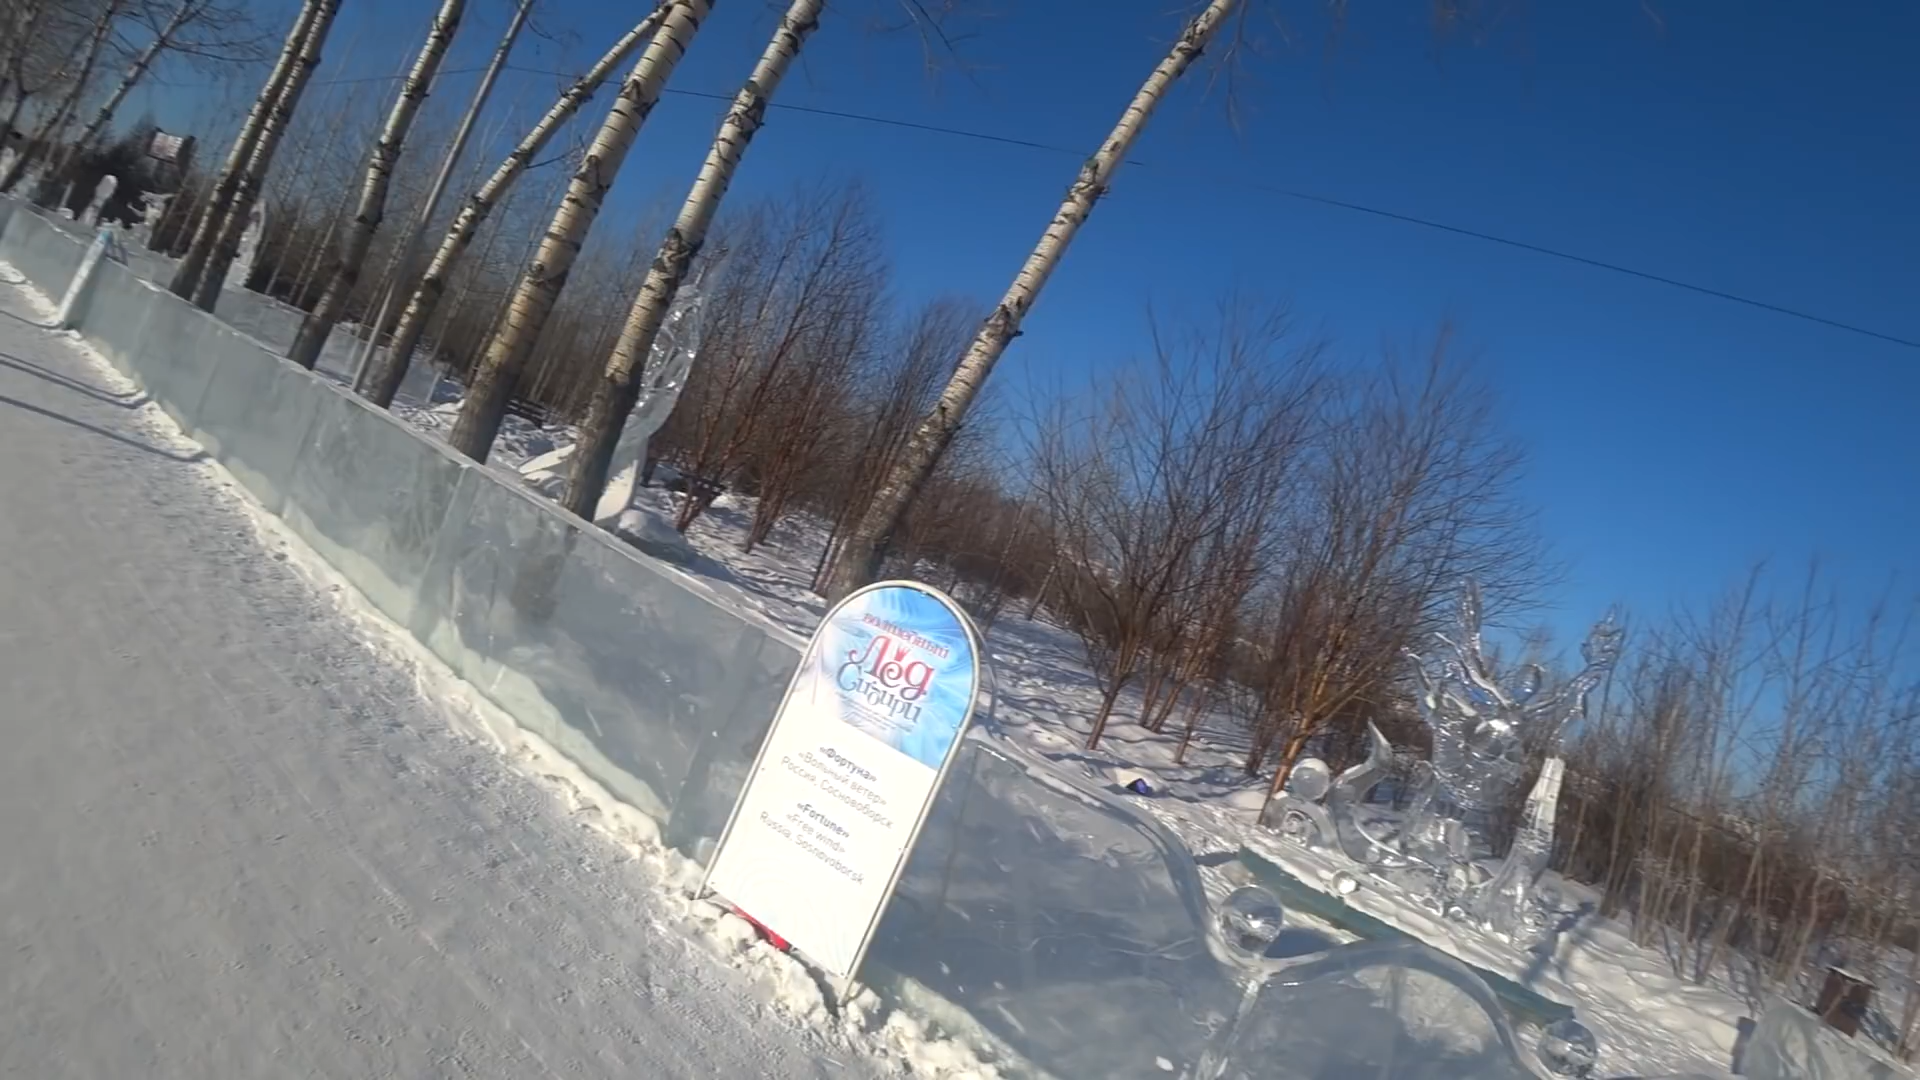 волшебный
Лёд
Сибири
«Фортуна»
«Вольный ветер»
Россия, Сосновоборск
«Fortune»
«Free wind»
Russia, Sosnovoborsk